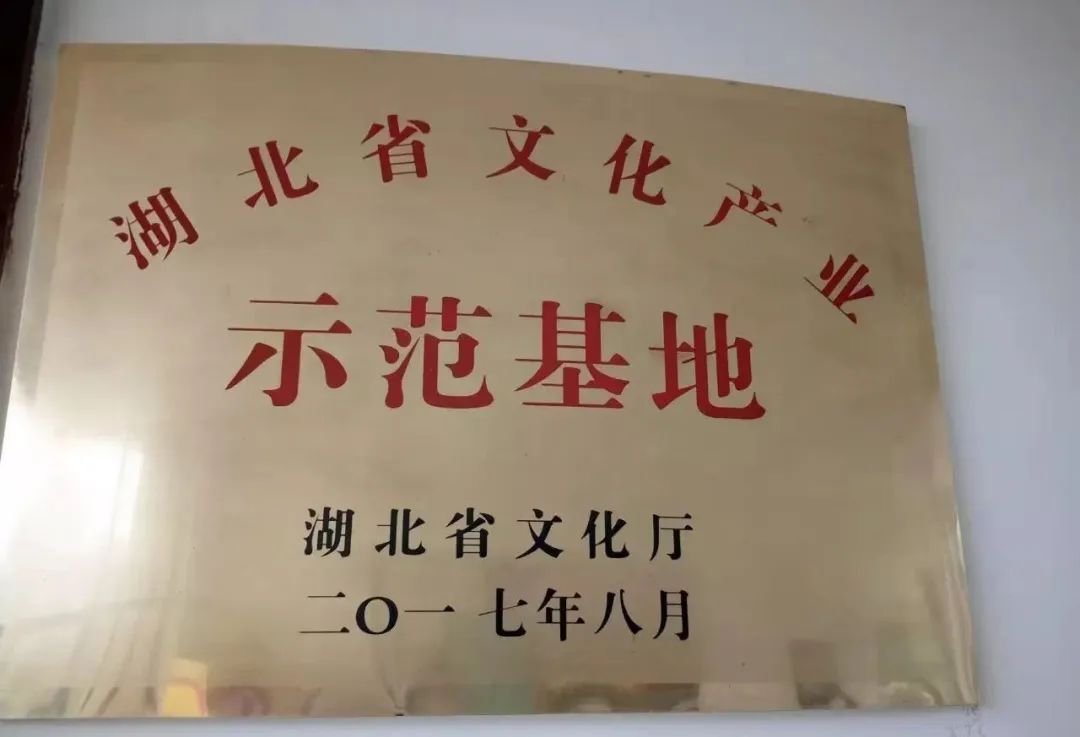 湖北省文化产业
示范基地
湖北省文化厅
二〇一七年八月